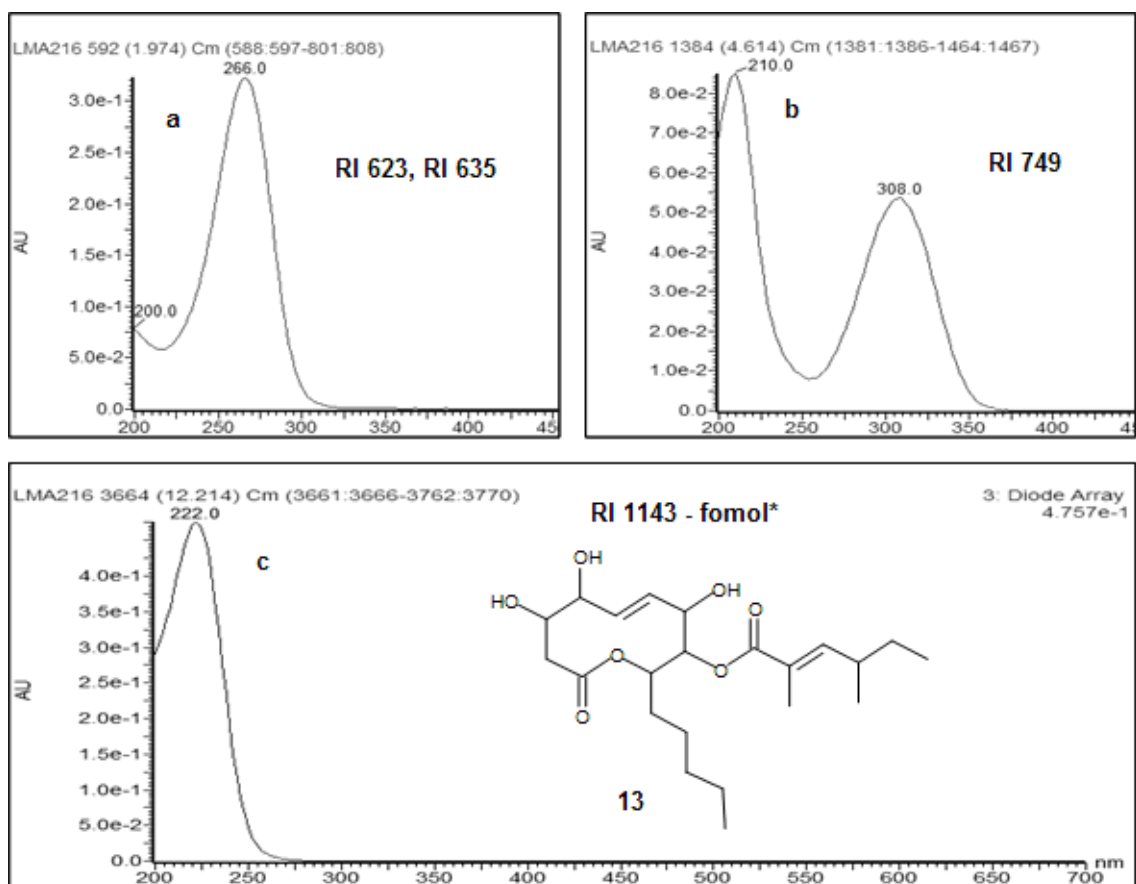 LMA216 592 (1.974) Cm (588:597-801:808)
266.0
3.0e-1
a
2.5e-1
RI 623, RI 635
2.0e-1
AU
1.5e-1
1.0e-1
200.0
5.0e-2
0.0
200 250 300 350 400 45
LMA216 1384 (4.614) Cm (1381:1386-1464:1467)
210.0
8.0e-2
b
7.0e-2
RI 749
6.0e-2
308.0
5.0e-2
AU
4.0e-2
3.0e-2
2.0e-2
1.0e-2
0.0
200 250 300 350 400 45
LMA216 3664 (12.214) Cm (3661:3666-3762:3770)
3: Diode Array
4.757e-1
222.0
RI 1143 - fomol*
c
4.0e-1
3.5e-1
3.0e-1
2.5e-1
AU
2.0e-1
1.5e-1
1.0e-1
5.0e-2
0.0
OH
HO
OH
O
O
O
O
13
nm
200 250 300 350 400 450 500 550 600 650 700